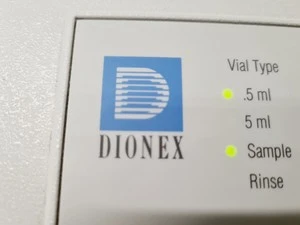 DIONEX
Vial Type
.5 ml
5 ml
Sample
Rinse